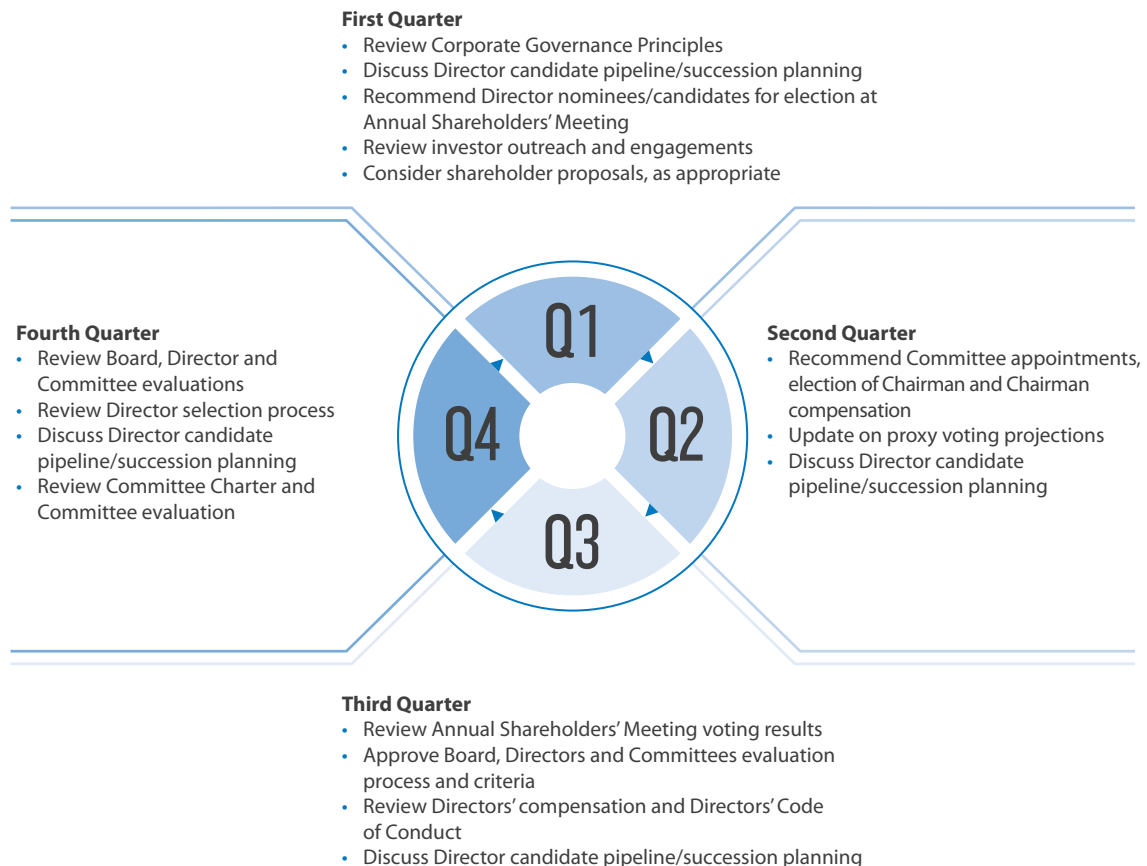 First Quarter
• Review Corporate Governance Principles
• Discuss Director candidate pipeline/succession planning
• Recommend Director nominees/candidates for election at
Annual Shareholders' Meeting
• Review investor outreach and engagements
• Consider shareholder proposals, as appropriate
Q1
Second Quarter
• Recommend Committee appointments,
election of Chairman and Chairman
compensation
• Update on proxy voting projections
• Discuss Director candidate
pipeline/succession planning
Q2
Third Quarter
• Review Annual Shareholders' Meeting voting results
• Approve Board, Directors and Committees evaluation
process and criteria
• Review Directors' compensation and Directors' Code
of Conduct
• Discuss Director candidate pipeline/succession planning
Q3
Fourth Quarter
• Review Board, Director and
Committee evaluations
• Review Director selection process
• Discuss Director candidate
pipeline/succession planning
• Review Committee Charter and
Committee evaluation
Q4